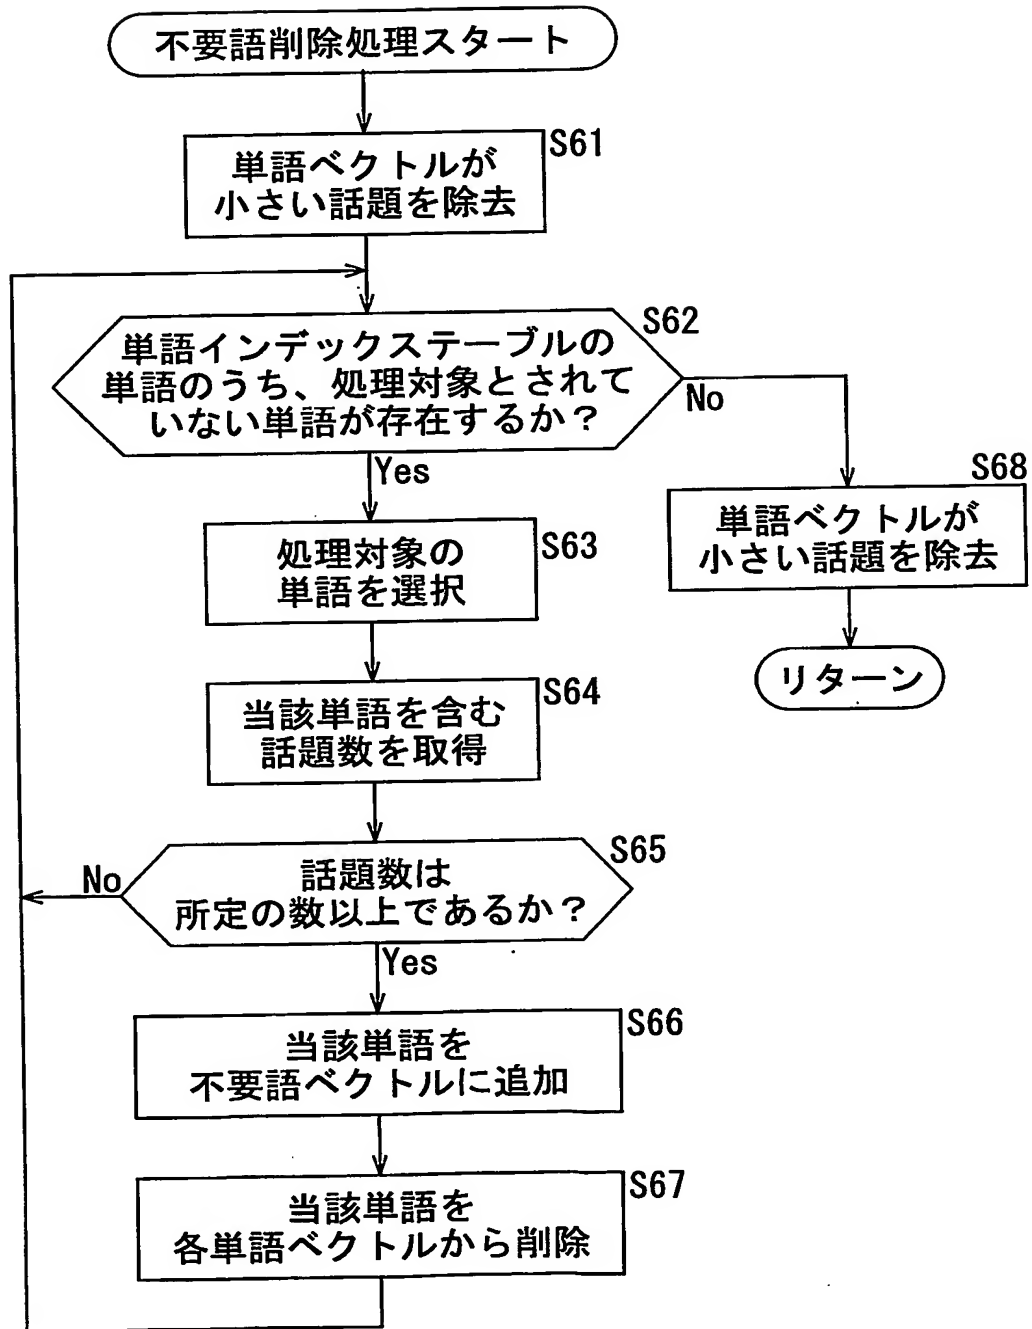 不要語削除処理スタート
S61
単語ベクトルが
小さい話題を除去
S62
単語インデックステーブルの
単語のうち、処理対象とされて
いない単語が存在するか?
No
Yes
S68
単語ベクトルが
小さい話題を除去
リターン
S63
処理対象の
単語を選択
S64
当該単語を含む
話題数を取得
S65
話題数は
所定の数以上であるか?
No
Yes
S66
当該単語を
不要語ベクトルに追加
S67
当該単語を
各単語ベクトルから削除